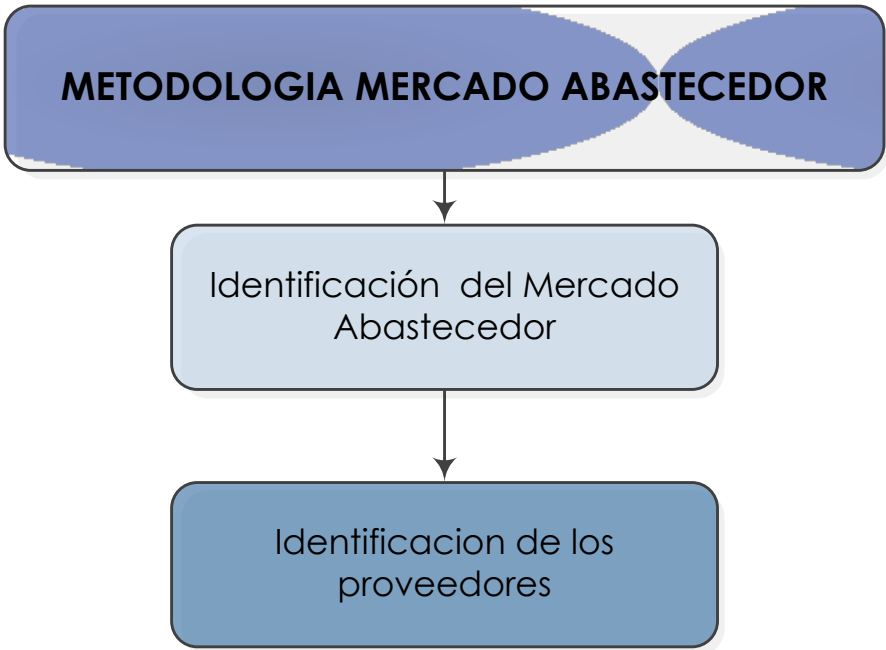 METODOLOGIA MERCADO ABASTECEDOR
Identificación  del Mercado
Abastecedor
Identificacion de los
proveedores